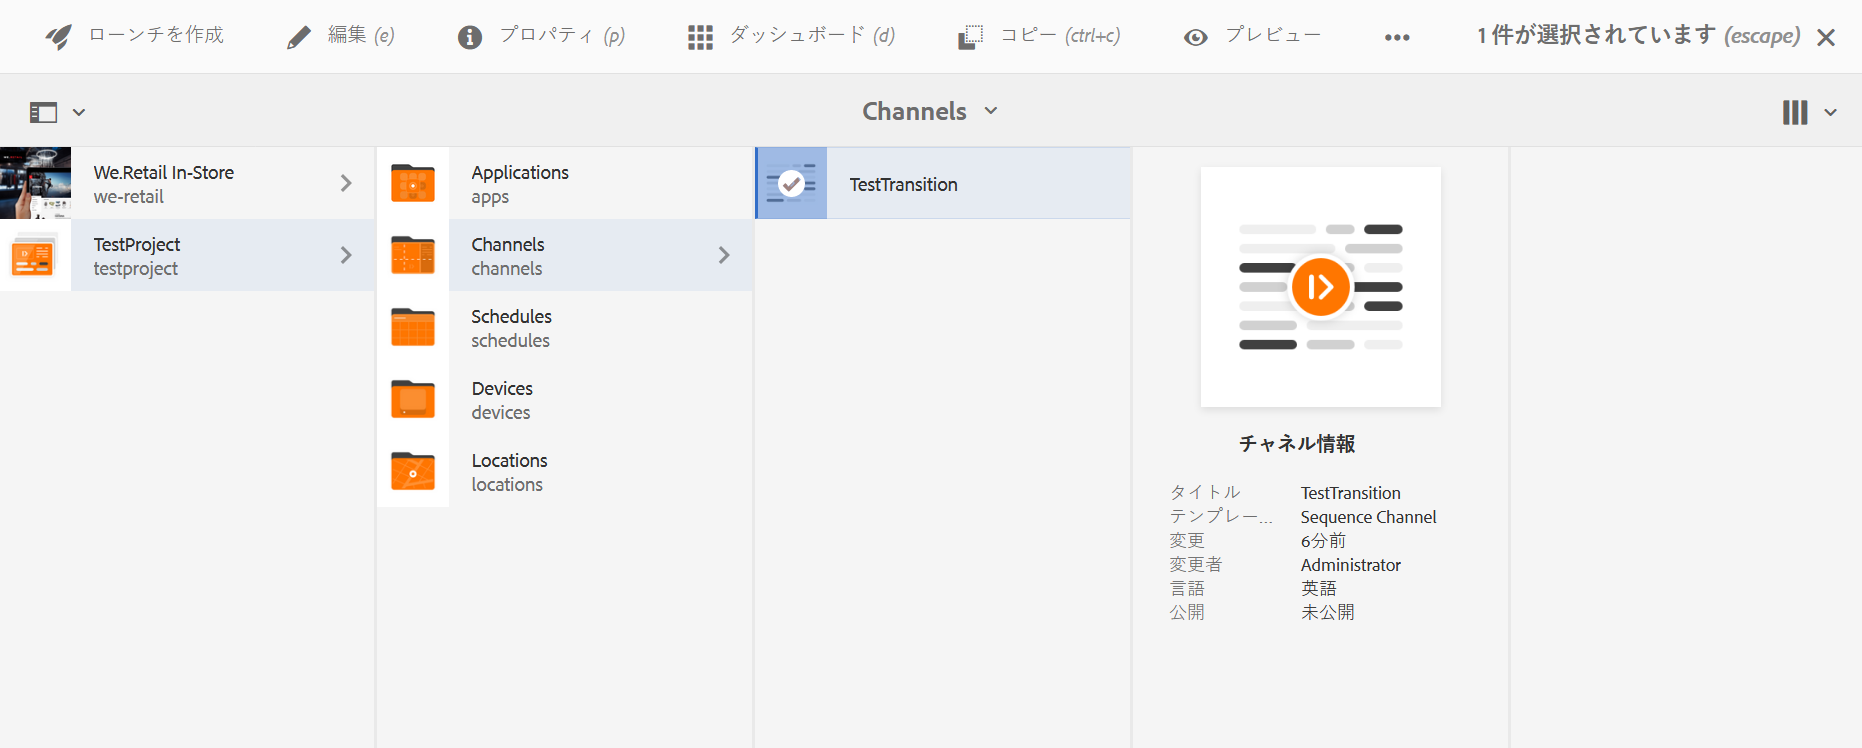 ローンチを作成 編集 (e) プロパティ (p) ダッシュボード (d) コピー (ctrl+c) プレビュー 1 件が選択されています (escape)
Channels
We.Retail In-Store
we-retail
TestProject
testproject
Applications
apps
Channels
channels
Schedules
schedules
Devices
devices
Locations
locations
TestTransition
チャネル情報
タイトル TestTransition
テンプレー... Sequence Channel
変更 6分前
変更者 Administrator
言語 英語
公開 未公開